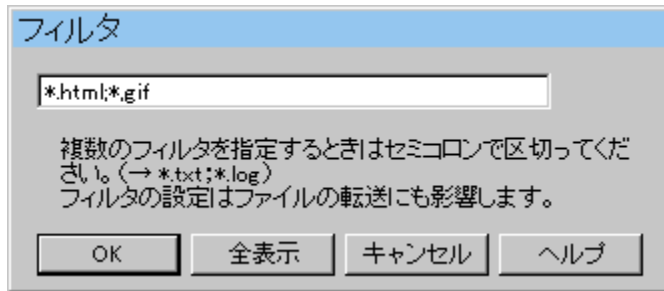 フィルタ
*.html;*.gif
複数のフィルタを指定するときはセミコロンで区切ってくだ
さい。(→ *.txt;*.log)
フィルタの設定はファイルの転送にも影響します。
OK 全表示 キャンセル ヘルプ